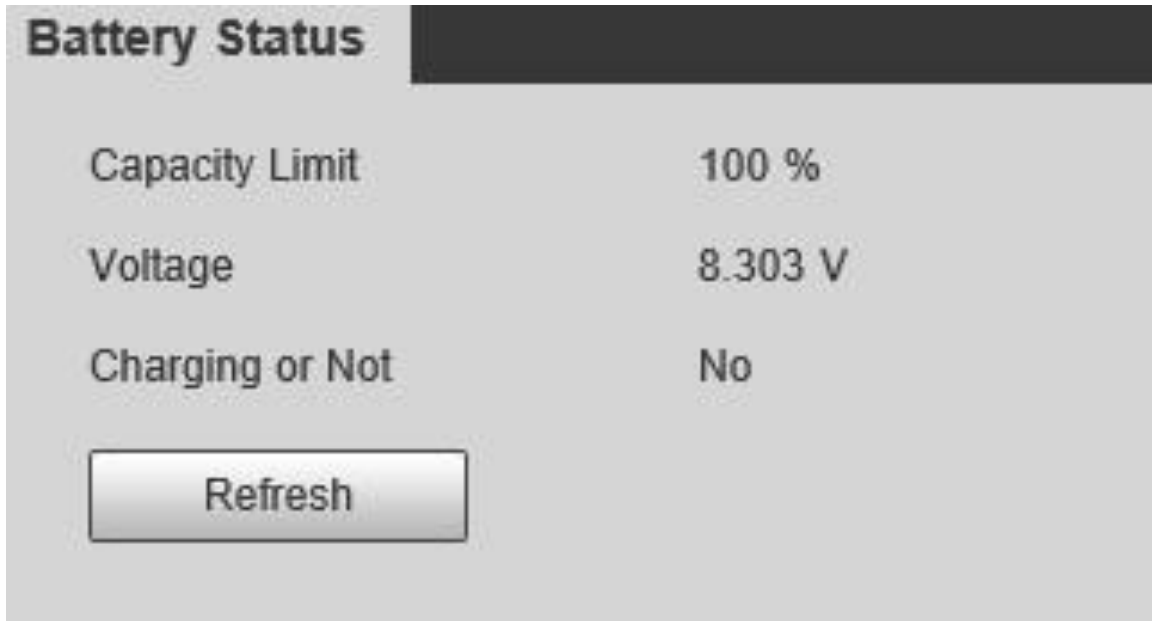 Battery Status
Capacity Limit 100 %
Voltage 8.303 V
Charging or Not No
Refresh